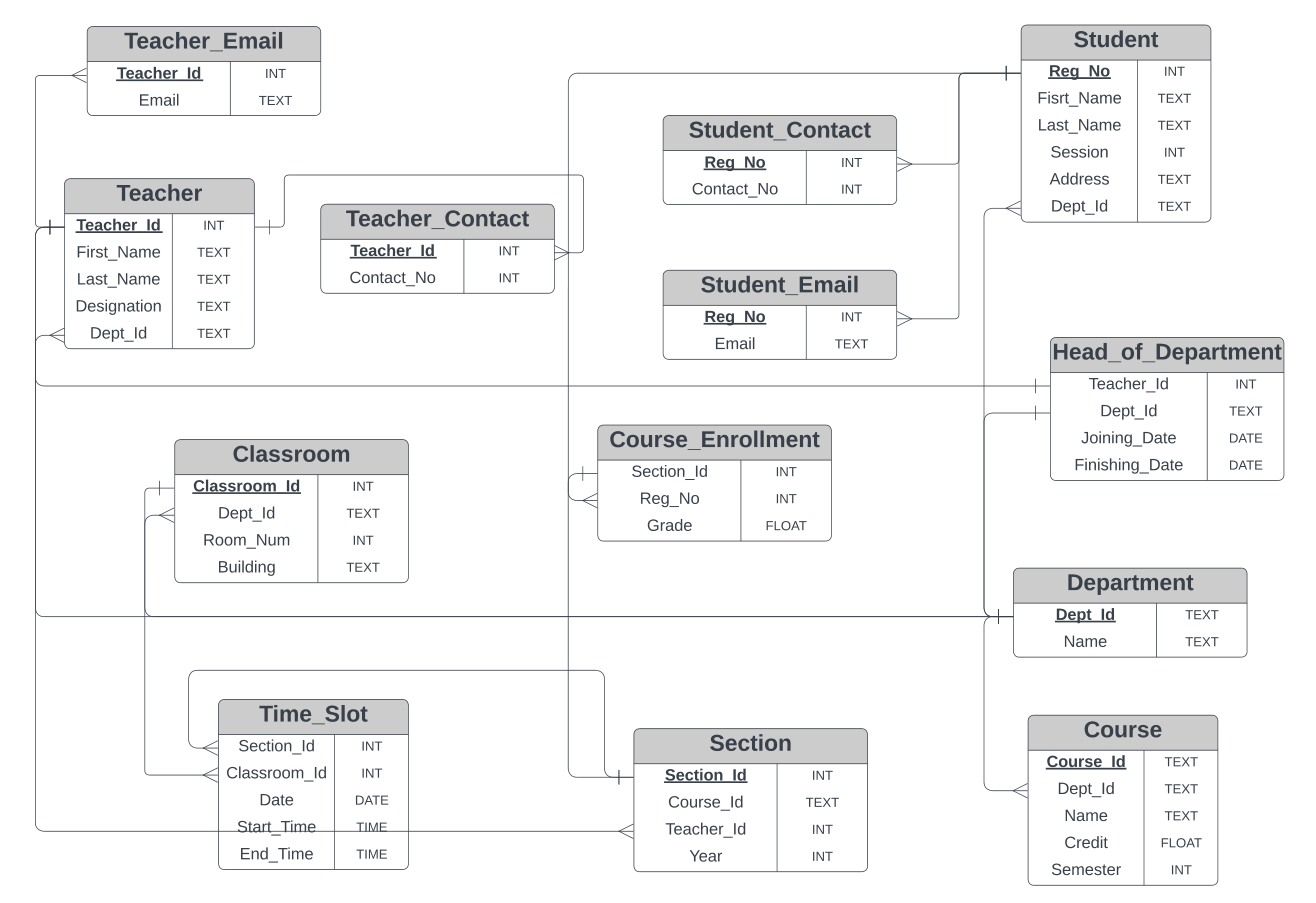 Teacher_Email
Teacher_Id INT
Email TEXT
Student
Reg_No INT
Fisrt_Name TEXT
Last_Name TEXT
Session INT
Address TEXT
Dept_Id TEXT
Student_Contact
Reg_No INT
Contact_No INT
Teacher
Teacher_Id INT
First_Name TEXT
Last_Name TEXT
Designation TEXT
Dept_Id TEXT
Teacher_Contact
Teacher_Id INT
Contact_No INT
Student_Email
Reg_No INT
Email TEXT
Head_of_Department
Teacher_Id INT
Dept_Id TEXT
Joining_Date DATE
Finishing_Date DATE
Classroom
Classroom_Id INT
Dept_Id TEXT
Room_Num INT
Building TEXT
Course_Enrollment
Section_Id INT
Reg_No INT
Grade FLOAT
Department
Dept_Id TEXT
Name TEXT
Time_Slot
Section_Id INT
Classroom_Id INT
Date DATE
Start_Time TIME
End_Time TIME
Section
Section_Id INT
Course_Id TEXT
Teacher_Id INT
Year INT
Course
Course_Id TEXT
Dept_Id TEXT
Name TEXT
Credit FLOAT
Semester INT